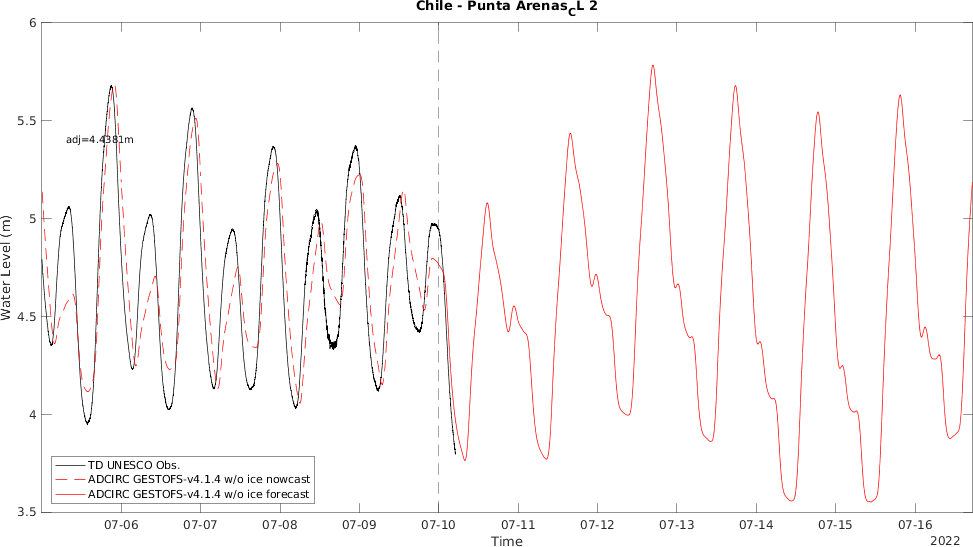 Chile - Punta Arenas_CL 2
6
5.5
5
4.5
4
3.5
Water Level (m)
adj=4.4381m
TD UNESCO Obs.
ADCIRC GESTOFS-v4.1.4 w/o ice nowcast
ADCIRC GESTOFS-v4.1.4 w/o ice forecast
07-06 07-07 07-08 07-09 07-10 07-11 07-12 07-13 07-14 07-15 07-16
Time
2022